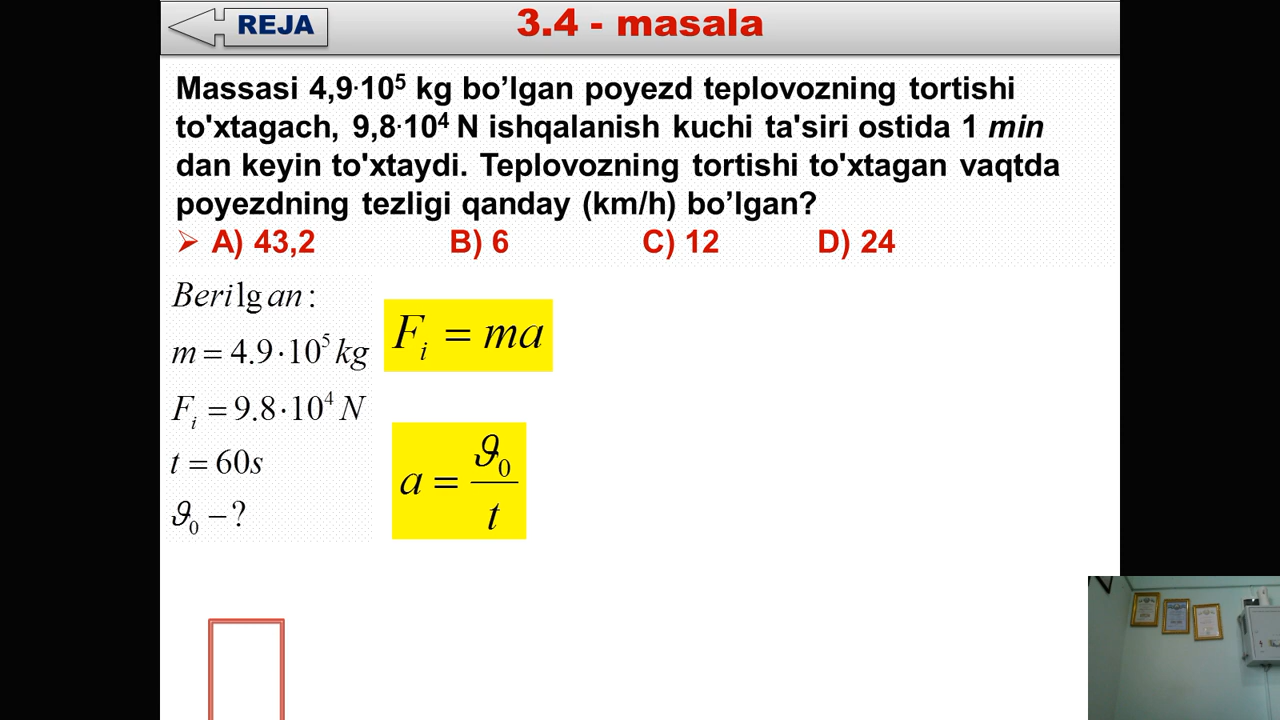 REJA
3.4 - masala
Massasi 4,9·10⁵ kg bo’lgan poyezd teplovozning tortishi
to'xtagach, 9,8·10⁴ N ishqalanish kuchi ta'siri ostida 1 min
dan keyin to'xtaydi. Teplovozning tortishi to'xtagan vaqtda
poyezdning tezligi qanday (km/h) bo’lgan?
➢ A) 43,2 B) 6 C) 12 D) 24
Berilgan:
m = 4.9·10⁵ kg
Fᵢ = 9.8·10⁴ N
t = 60s
ϑ₀ – ?
Fᵢ = ma
a = ϑ₀ / t